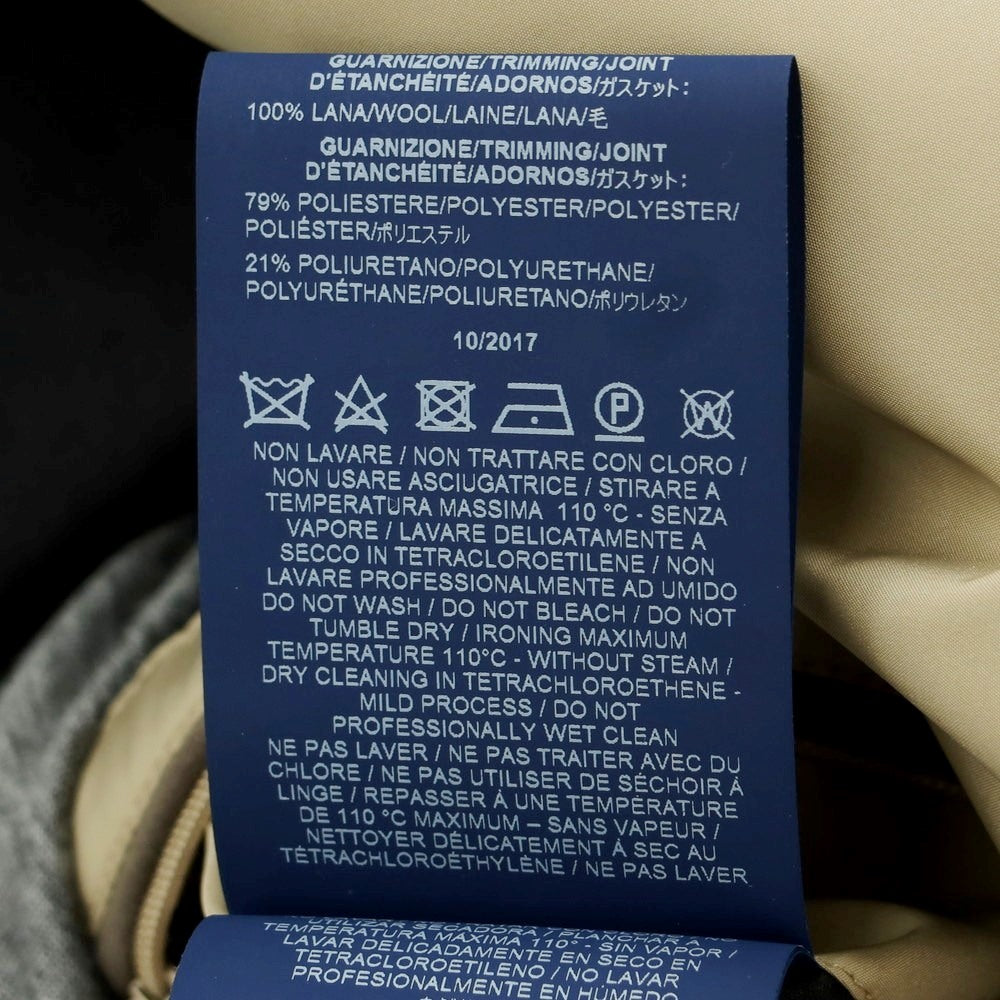 GUARNIZIONE/TRIMMING/JOINT
D'ÉTANCHÉITÉ/ADORNOS/ガスケット:
100% LANA/WOOL/LAINE/LANA/毛
GUARNIZIONE/TRIMMING/JOINT
D'ÉTANCHÉITÉ/ADORNOS/ガスケット:
79% POLIESTERE/POLYESTER/POLYESTER/
POLIÉSTER/ポリエステル
21% POLIURETANO/POLYURETHANE/
POLYURÉTHANE/POLIURETANO/ポリウレタン
10/2017
P W
NON LAVARE / NON TRATTARE CON CLORO /
NON USARE ASCIUGATRICE / STIRARE A
TEMPERATURA MASSIMA 110 °C - SENZA
VAPORE / LAVARE DELICATAMENTE A
SECCO IN TETRACLOROETILENE / NON
LAVARE PROFESSIONALMENTE AD UMIDO
DO NOT WASH / DO NOT BLEACH / DO NOT
TUMBLE DRY / IRONING MAXIMUM
TEMPERATURE 110°C - WITHOUT STEAM /
DRY CLEANING IN TETRACHLOROETHENE -
MILD PROCESS / DO NOT
PROFESSIONALLY WET CLEAN
NE PAS LAVER / NE PAS TRAITER AVEC DU
CHLORE / NE PAS UTILISER DE SÉCHOIR À
LINGE / REPASSER À UNE TEMPÉRATURE
DE 110 °C MAXIMUM – SANS VAPEUR /
NETTOYER DÉLICATEMENT À SEC AU
TÉTRACHLOROÉTHYLÈNE / NE PAS LAVER
UTILIZAR SECADORA / PLANCHAR A
TEMPERATURA MÁXIMA 110° - SIN VAPOR /
LAVAR DELICADAMENTE EN SECO EN
TETRACLOROETILENO / NO LAVAR
PROFESIONALMENTE EN HÚMEDO